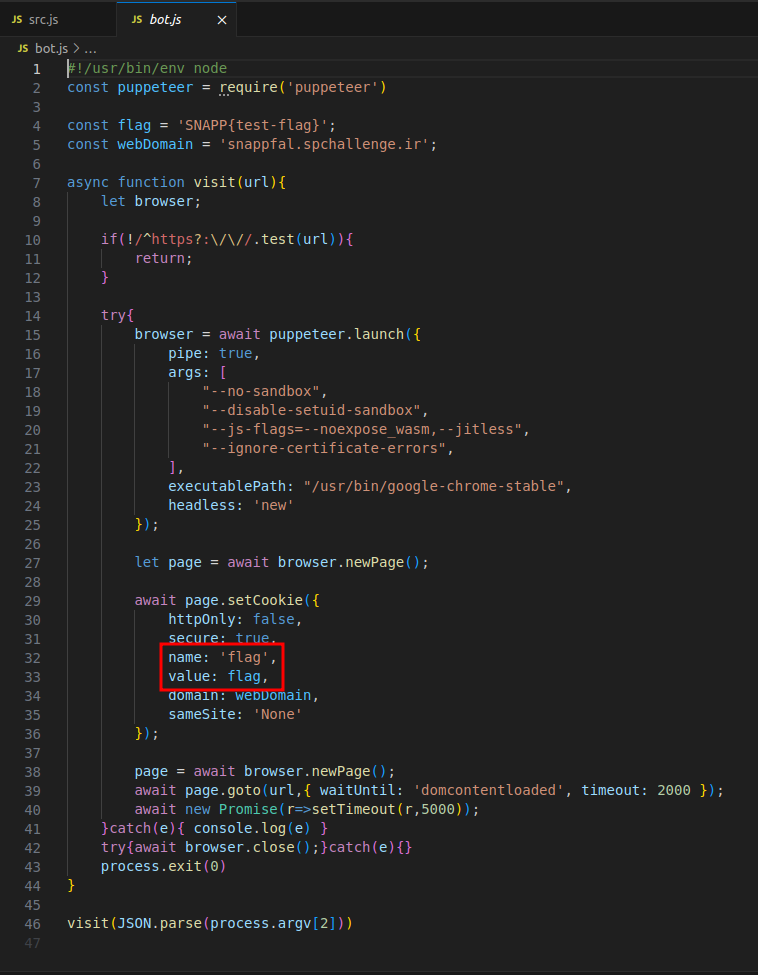 JS src.js JS bot.js ×
JS bot.js > ...
1 #!/usr/bin/env node
2 const puppeteer = require('puppeteer')
3
4 const flag = 'SNAPP{test-flag}';
5 const webDomain = 'snappfal.spchallenge.ir';
6
7 async function visit(url){
8     let browser;
9
10     if(!/^https?:\/\//.test(url)){
11         return;
12     }
13
14     try{
15         browser = await puppeteer.launch({
16             pipe: true,
17             args: [
18                 "--no-sandbox",
19                 "--disable-setuid-sandbox",
20                 "--js-flags=--noexpose_wasm,--jitless",
21                 "--ignore-certificate-errors",
22             ],
23             executablePath: "/usr/bin/google-chrome-stable",
24             headless: 'new'
25         });
26
27         let page = await browser.newPage();
28
29         await page.setCookie({
30             httpOnly: false,
31             secure: true,
32             name: 'flag',
33             value: flag,
34             domain: webDomain,
35             sameSite: 'None'
36         });
37
38         page = await browser.newPage();
39         await page.goto(url,{ waitUntil: 'domcontentloaded', timeout: 2000 });
40         await new Promise(r=>setTimeout(r,5000));
41     }catch(e){ console.log(e) }
42     try{await browser.close();}catch(e){}
43     process.exit(0)
44 }
45
46 visit(JSON.parse(process.argv[2]))
47